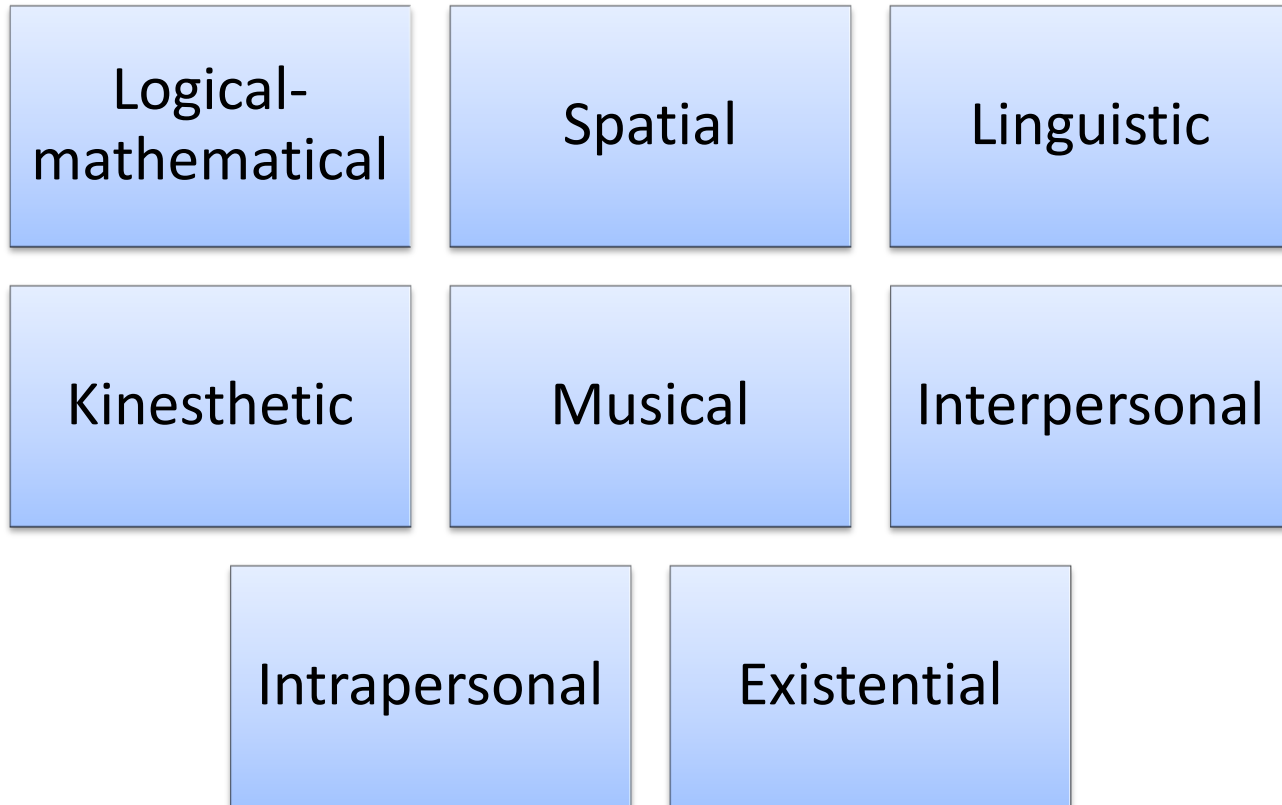 Logical-
mathematical
Spatial
Linguistic
Kinesthetic
Musical
Interpersonal
Intrapersonal
Existential